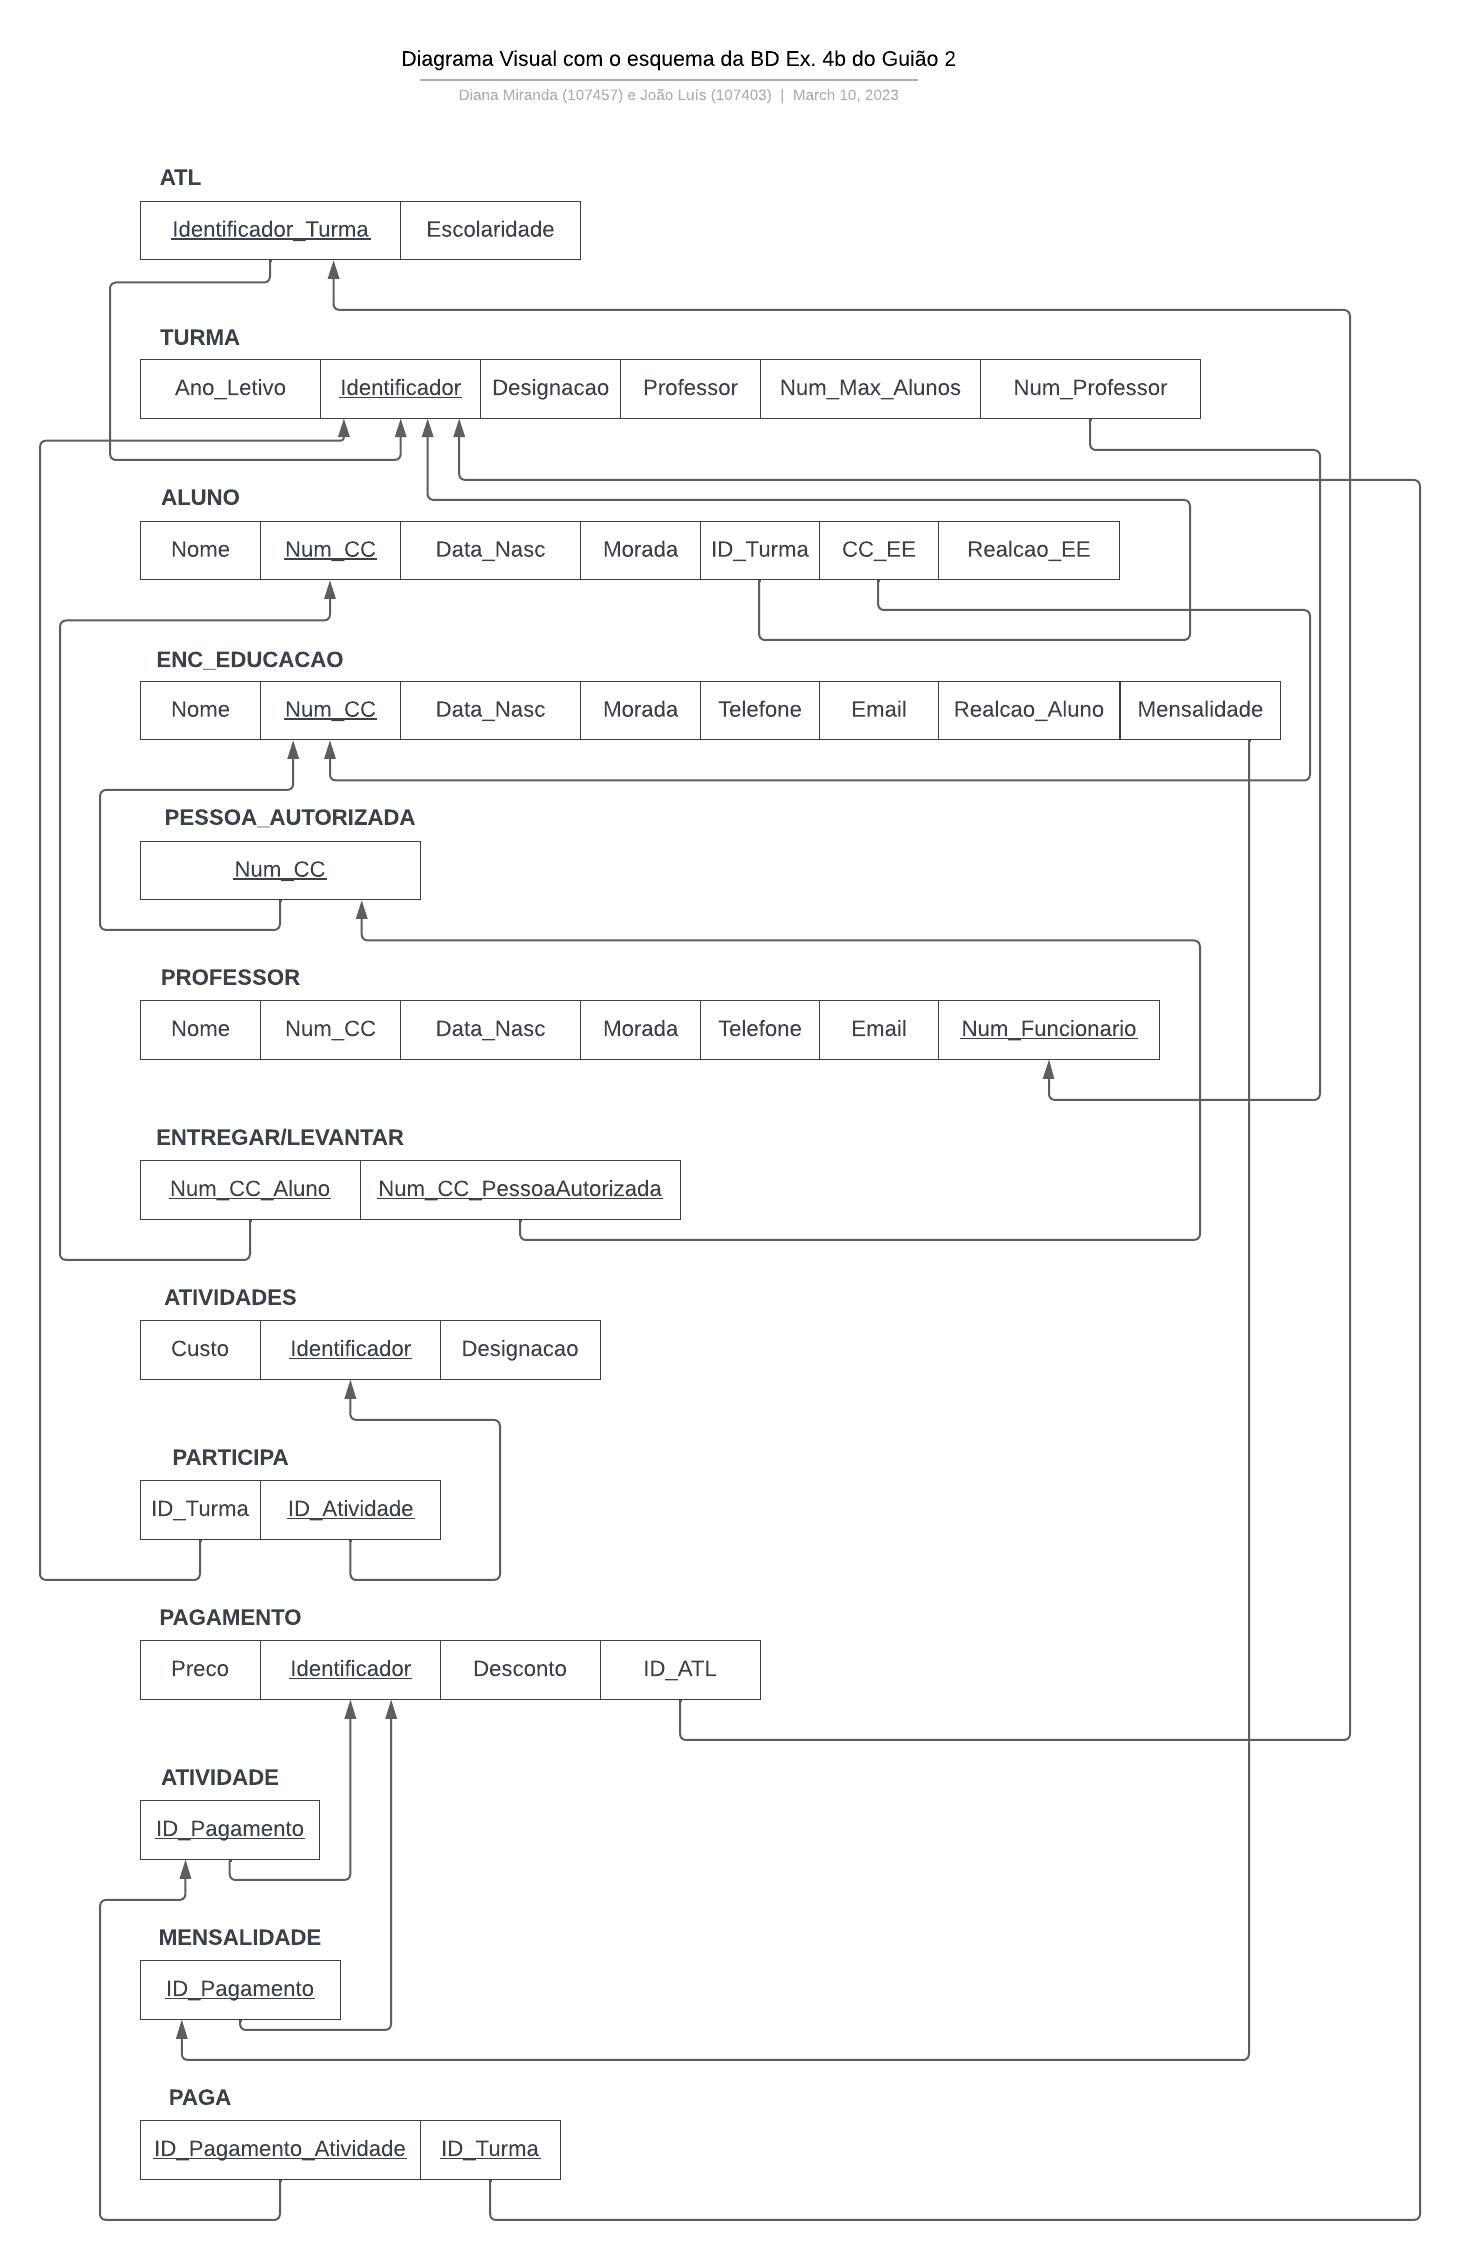 Diagrama Visual com o esquema da BD Ex. 4b do Guião 2
Diana Miranda (107457) e João Luís (107403) | March 10, 2023
ATL
Identificador_Turma Escolaridade
TURMA
Ano_Letivo Identificador Designacao Professor Num_Max_Alunos Num_Professor
ALUNO
Nome Num_CC Data_Nasc Morada ID_Turma CC_EE Realcao_EE
ENC_EDUCACAO
Nome Num_CC Data_Nasc Morada Telefone Email Realcao_Aluno Mensalidade
PESSOA_AUTORIZADA
Num_CC
PROFESSOR
Nome Num_CC Data_Nasc Morada Telefone Email Num_Funcionario
ENTREGAR/LEVANTAR
Num_CC_Aluno Num_CC_PessoaAutorizada
ATIVIDADES
Custo Identificador Designacao
PARTICIPA
ID_Turma ID_Atividade
PAGAMENTO
Preco Identificador Desconto ID_ATL
ATIVIDADE
ID_Pagamento
MENSALIDADE
ID_Pagamento
PAGA
ID_Pagamento_Atividade ID_Turma